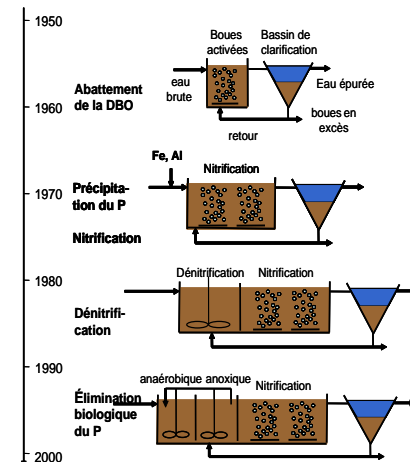 1950
Boues
activées
Bassin de
clarification
eau
brute
Eau épurée
Abattement
de la DBO
1960
boues en
excès
retour
Fe, Al
Nitrification
1970
Précipita-
tion du P
Nitrification
1980
Dénitrification
Nitrification
Dénitrifi-
cation
1990
anaérobique anoxique
Nitrification
Élimination
biologique
du P
2000